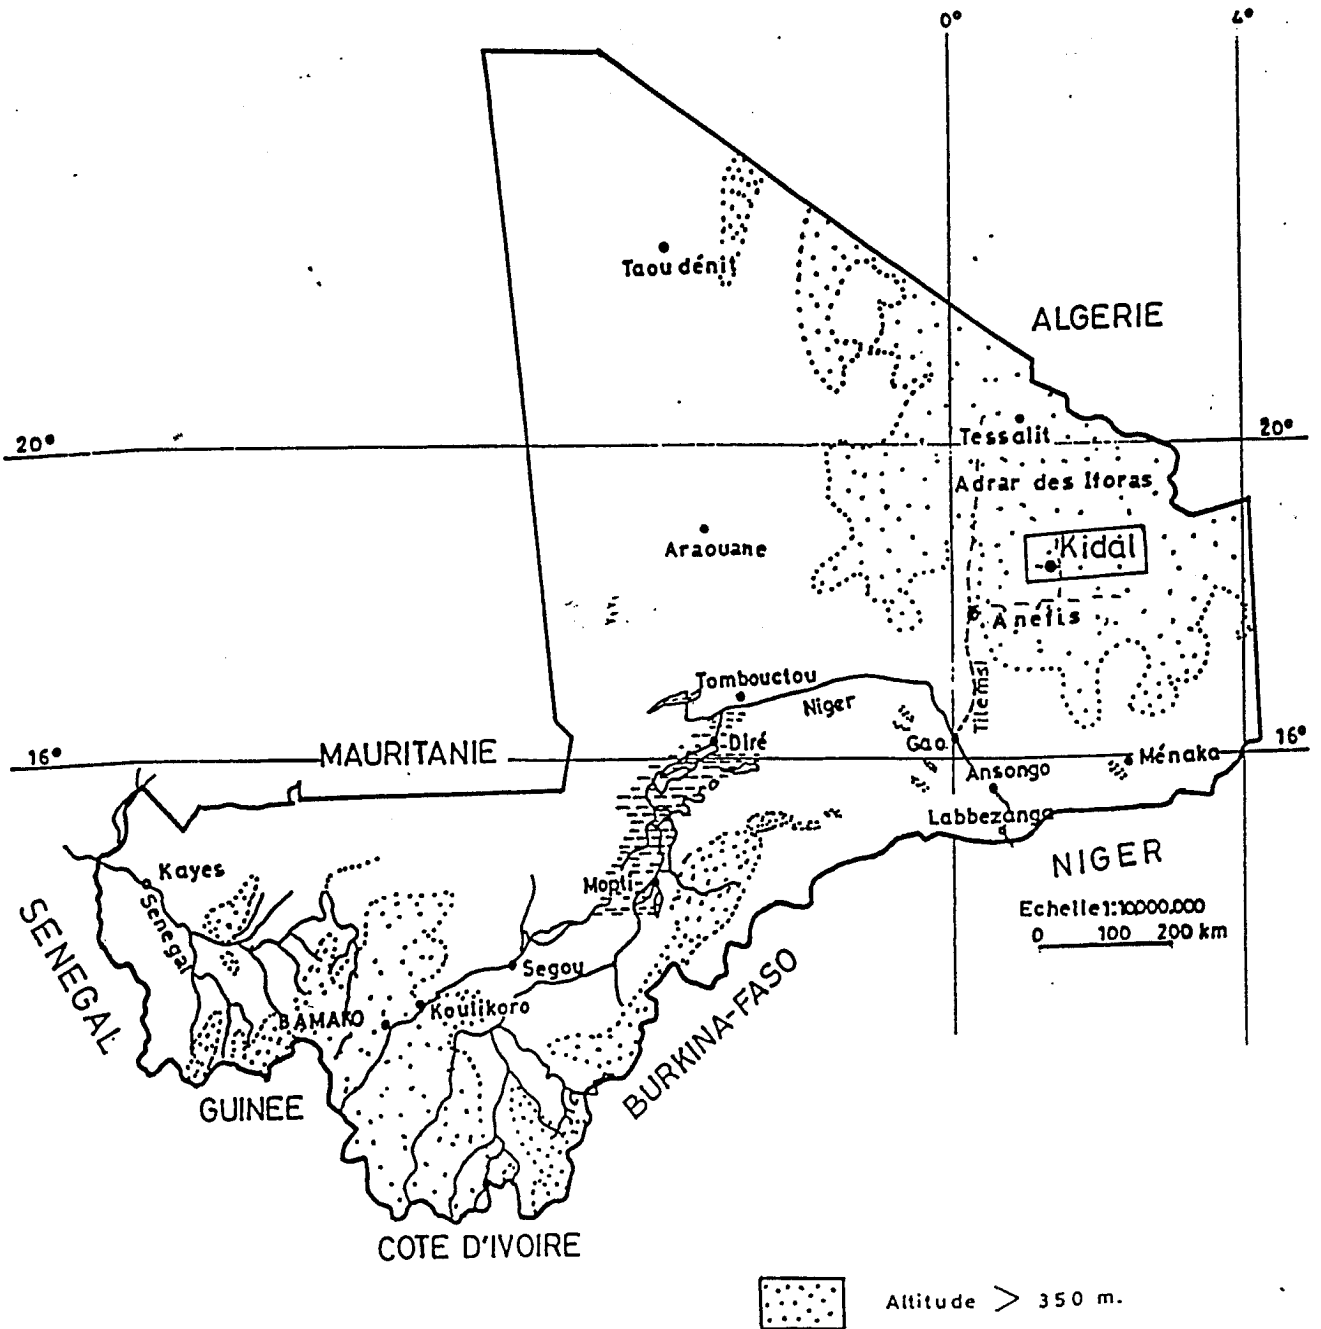 0° 4°
Taoudénit
ALGERIE
20° 20°
Tessalit
Adrar des Iforas
Araouane
Kidal
Anefis
Tilemsi
Tombouctou
Niger
Diré
Gao
16° 16°
MAURITANIE
Ménaka
Ansongo
Labbezanga
NIGER
Kayes
Senegal
Mopti
SENEGAL
Echelle 1:10000.000
0 100 200 km
Segou
BAMAKO
Koulikoro
BURKINA-FASO
GUINEE
COTE D'IVOIRE
Altitude > 350 m.